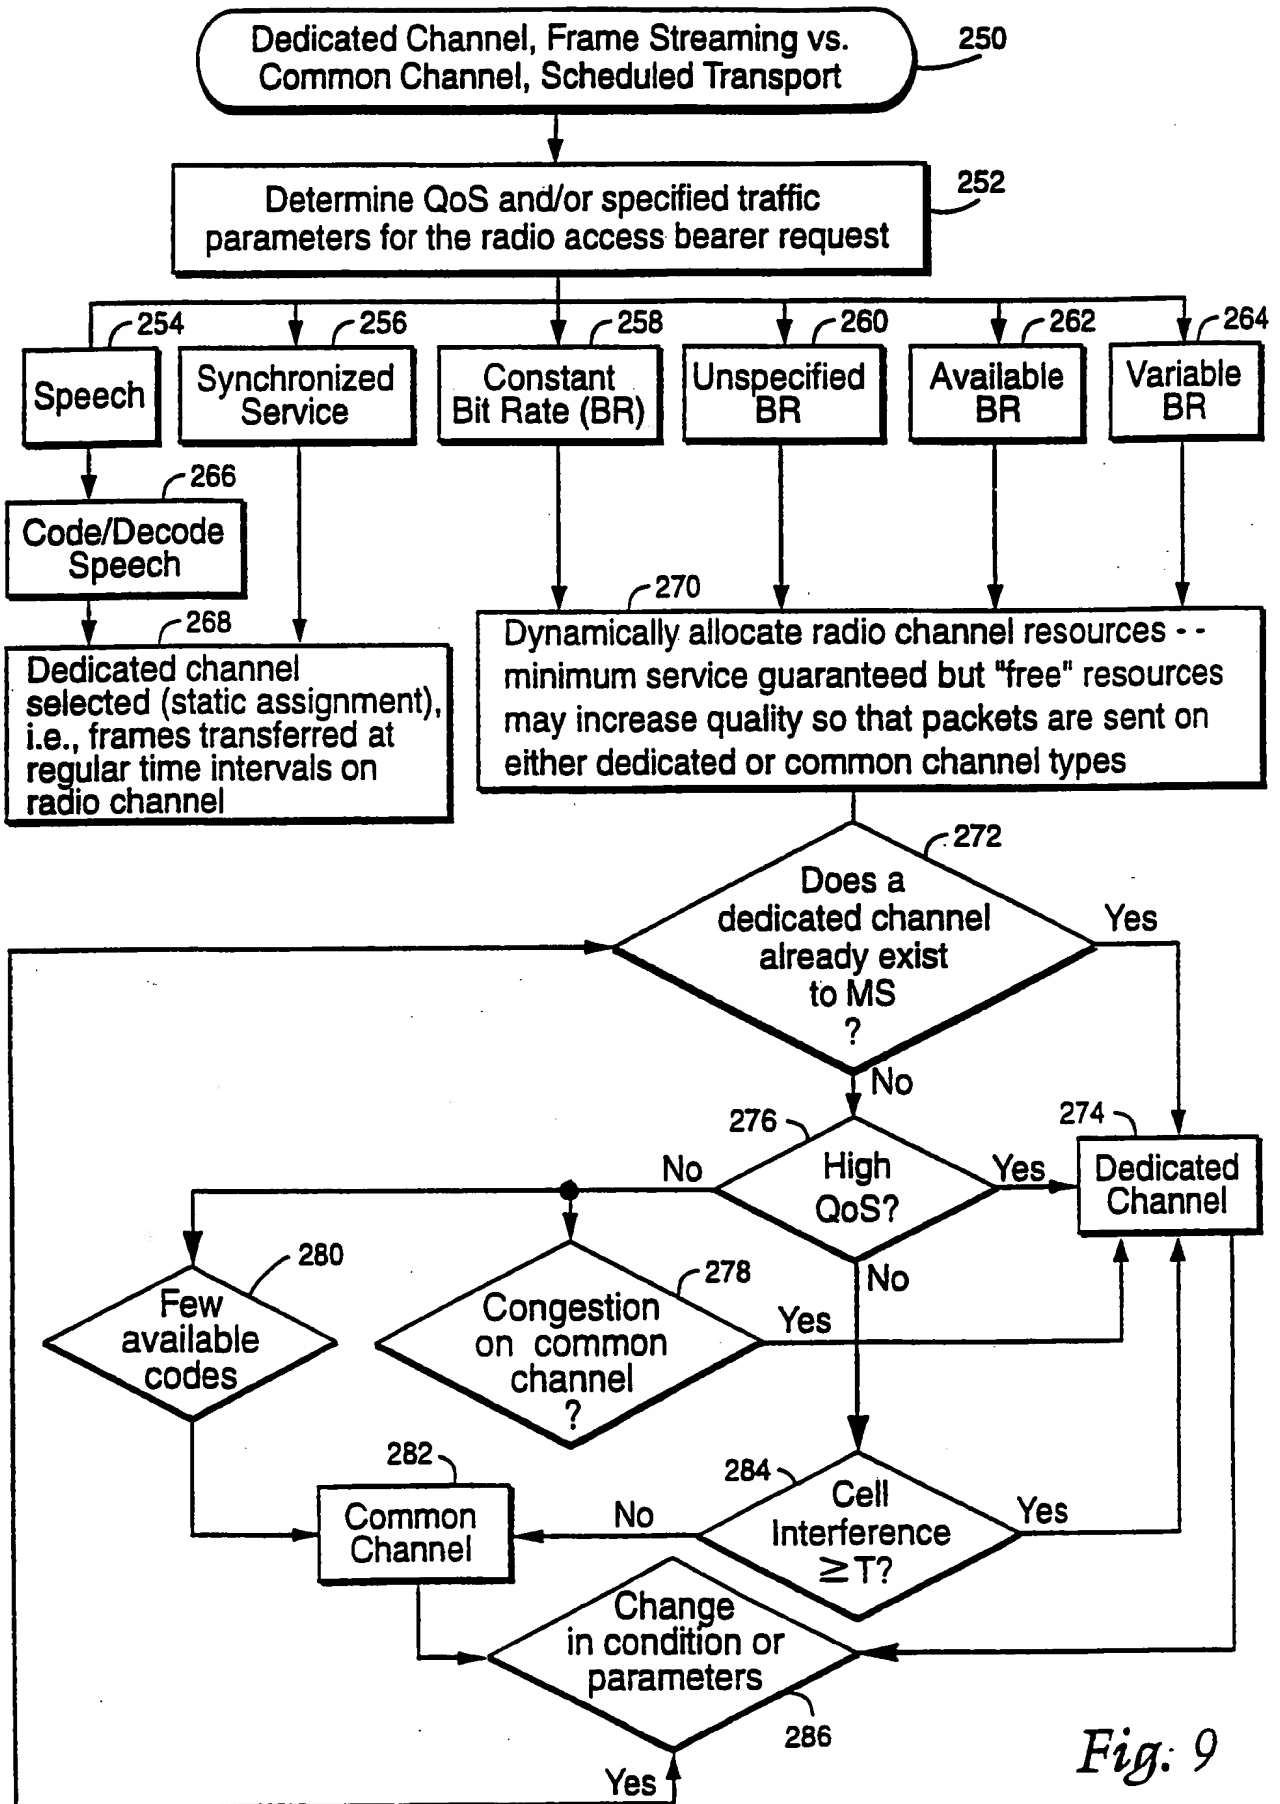 Dedicated Channel, Frame Streaming vs.
Common Channel, Scheduled Transport
250
Determine QoS and/or specified traffic
parameters for the radio access bearer request
252
254
256
258
260
262
264
Speech
Synchronized
Service
Constant
Bit Rate (BR)
Unspecified
BR
Available
BR
Variable
BR
266
Code/Decode
Speech
268
Dedicated channel
selected (static assignment),
i.e., frames transferred at
regular time intervals on
radio channel
270
Dynamically allocate radio channel resources - -
minimum service guaranteed but "free" resources
may increase quality so that packets are sent on
either dedicated or common channel types
272
Does a
dedicated channel
already exist
to MS
?
Yes
No
276
High
QoS?
No
Yes
No
274
Dedicated
Channel
280
Few
available
codes
278
Congestion
on common
channel
?
Yes
282
Common
Channel
284
Cell
Interference
≥T?
No
Yes
Change
in condition or
parameters
286
Yes
Fig. 9